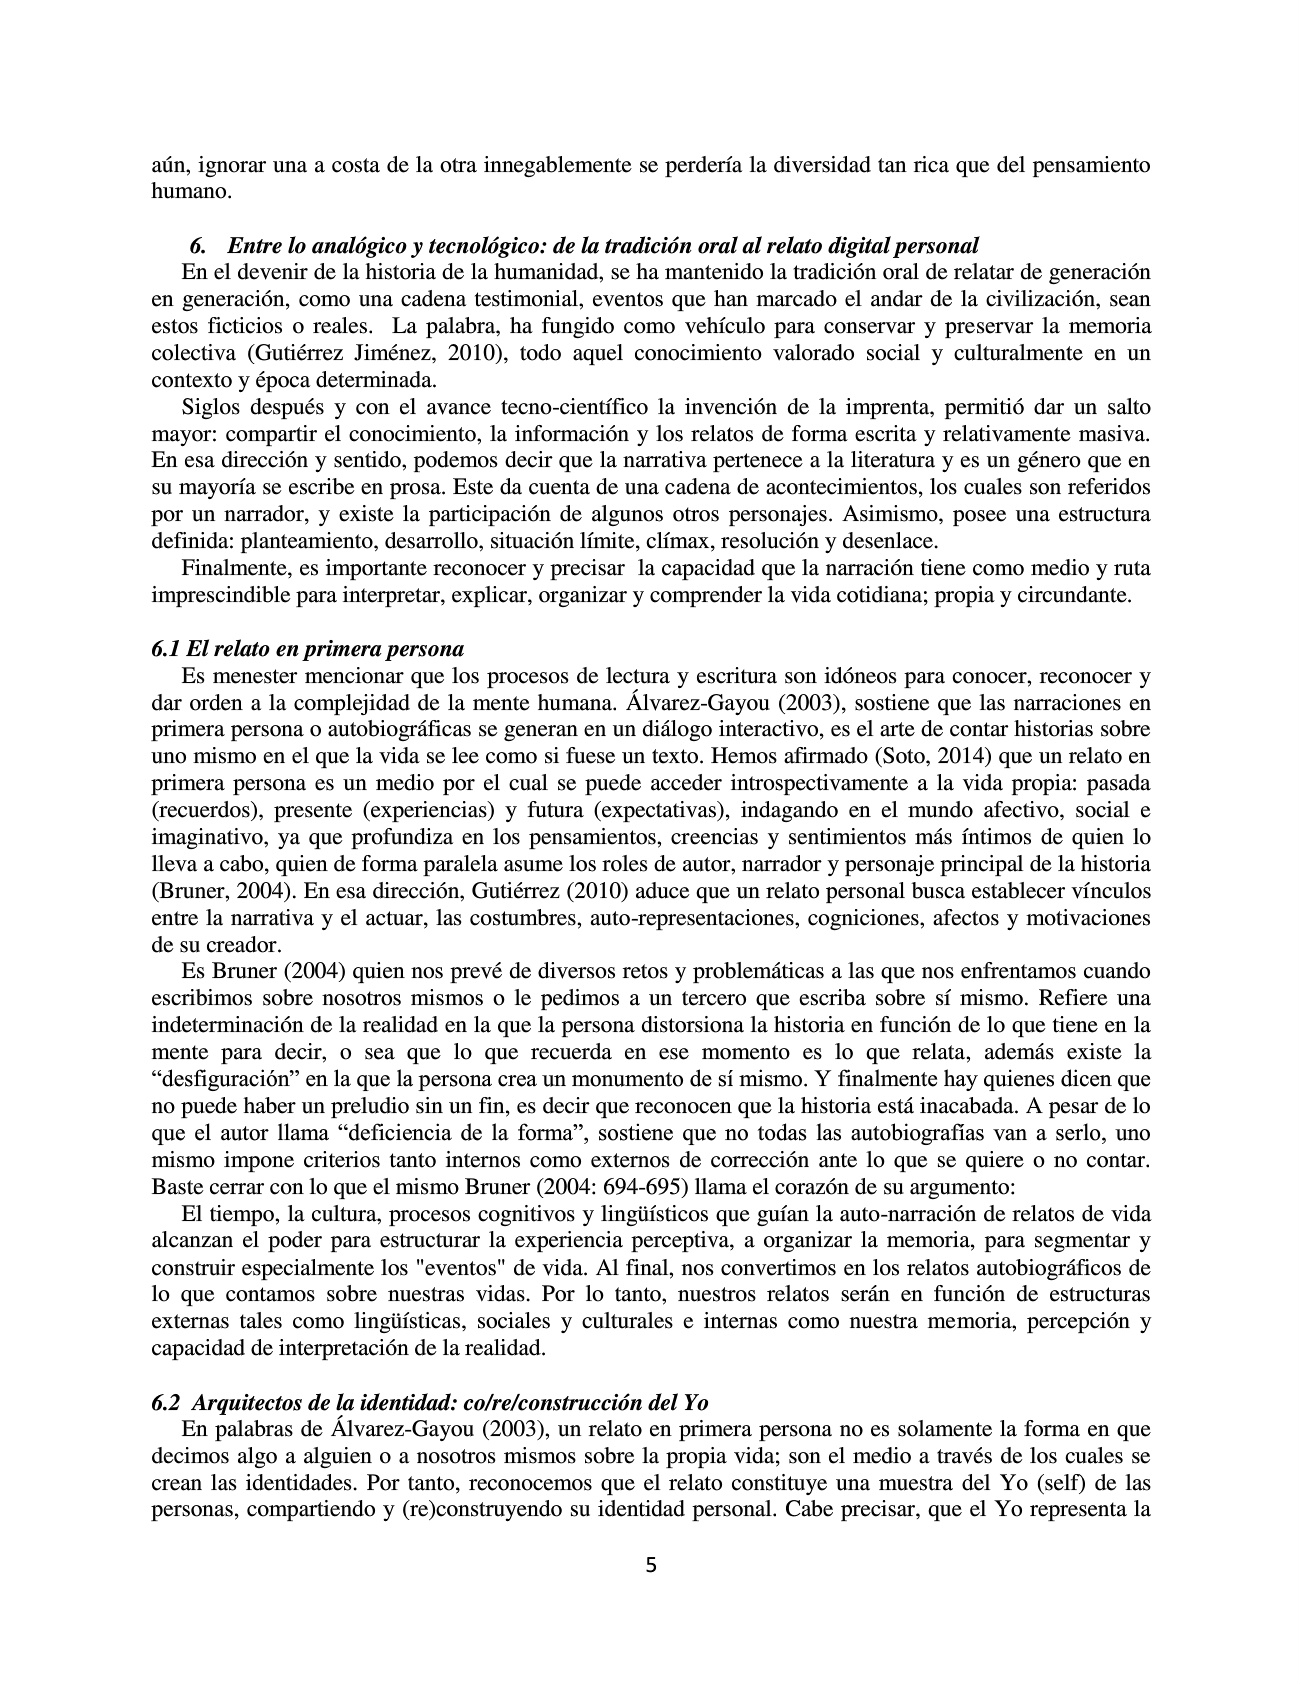 aún, ignorar una a costa de la otra innegablemente se perdería la diversidad tan rica que del pensamiento
humano.
6. Entre lo analógico y tecnológico: de la tradición oral al relato digital personal
En el devenir de la historia de la humanidad, se ha mantenido la tradición oral de relatar de generación
en generación, como una cadena testimonial, eventos que han marcado el andar de la civilización, sean
estos ficticios o reales. La palabra, ha fungido como vehículo para conservar y preservar la memoria
colectiva (Gutiérrez Jiménez, 2010), todo aquel conocimiento valorado social y culturalmente en un
contexto y época determinada.
Siglos después y con el avance tecno-científico la invención de la imprenta, permitió dar un salto
mayor: compartir el conocimiento, la información y los relatos de forma escrita y relativamente masiva.
En esa dirección y sentido, podemos decir que la narrativa pertenece a la literatura y es un género que en
su mayoría se escribe en prosa. Este da cuenta de una cadena de acontecimientos, los cuales son referidos
por un narrador, y existe la participación de algunos otros personajes. Asimismo, posee una estructura
definida: planteamiento, desarrollo, situación límite, clímax, resolución y desenlace.
Finalmente, es importante reconocer y precisar la capacidad que la narración tiene como medio y ruta
imprescindible para interpretar, explicar, organizar y comprender la vida cotidiana; propia y circundante.
6.1 El relato en primera persona
Es menester mencionar que los procesos de lectura y escritura son idóneos para conocer, reconocer y
dar orden a la complejidad de la mente humana. Álvarez-Gayou (2003), sostiene que las narraciones en
primera persona o autobiográficas se generan en un diálogo interactivo, es el arte de contar historias sobre
uno mismo en el que la vida se lee como si fuese un texto. Hemos afirmado (Soto, 2014) que un relato en
primera persona es un medio por el cual se puede acceder introspectivamente a la vida propia: pasada
(recuerdos), presente (experiencias) y futura (expectativas), indagando en el mundo afectivo, social e
imaginativo, ya que profundiza en los pensamientos, creencias y sentimientos más íntimos de quien lo
lleva a cabo, quien de forma paralela asume los roles de autor, narrador y personaje principal de la historia
(Bruner, 2004). En esa dirección, Gutiérrez (2010) aduce que un relato personal busca establecer vínculos
entre la narrativa y el actuar, las costumbres, auto-representaciones, cogniciones, afectos y motivaciones
de su creador.
Es Bruner (2004) quien nos prevé de diversos retos y problemáticas a las que nos enfrentamos cuando
escribimos sobre nosotros mismos o le pedimos a un tercero que escriba sobre sí mismo. Refiere una
indeterminación de la realidad en la que la persona distorsiona la historia en función de lo que tiene en la
mente para decir, o sea que lo que recuerda en ese momento es lo que relata, además existe la
“desfiguración” en la que la persona crea un monumento de sí mismo. Y finalmente hay quienes dicen que
no puede haber un preludio sin un fin, es decir que reconocen que la historia está inacabada. A pesar de lo
que el autor llama “deficiencia de la forma”, sostiene que no todas las autobiografías van a serlo, uno
mismo impone criterios tanto internos como externos de corrección ante lo que se quiere o no contar.
Baste cerrar con lo que el mismo Bruner (2004: 694-695) llama el corazón de su argumento:
El tiempo, la cultura, procesos cognitivos y lingüísticos que guían la auto-narración de relatos de vida
alcanzan el poder para estructurar la experiencia perceptiva, a organizar la memoria, para segmentar y
construir especialmente los "eventos" de vida. Al final, nos convertimos en los relatos autobiográficos de
lo que contamos sobre nuestras vidas. Por lo tanto, nuestros relatos serán en función de estructuras
externas tales como lingüísticas, sociales y culturales e internas como nuestra memoria, percepción y
capacidad de interpretación de la realidad.
6.2 Arquitectos de la identidad: co/re/construcción del Yo
En palabras de Álvarez-Gayou (2003), un relato en primera persona no es solamente la forma en que
decimos algo a alguien o a nosotros mismos sobre la propia vida; son el medio a través de los cuales se
crean las identidades. Por tanto, reconocemos que el relato constituye una muestra del Yo (self) de las
personas, compartiendo y (re)construyendo su identidad personal. Cabe precisar, que el Yo representa la
5